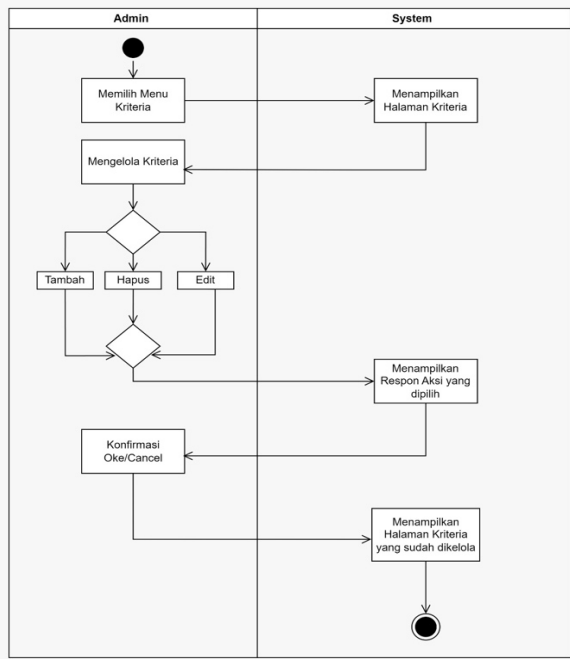 Admin
System
Memilih Menu
Kriteria
Menampilkan
Halaman Kriteria
Mengelola Kriteria
Tambah
Hapus
Edit
Menampilkan
Respon Aksi yang
dipilih
Konfirmasi
Oke/Cancel
Menampilkan
Halaman Kriteria
yang sudah dikelola